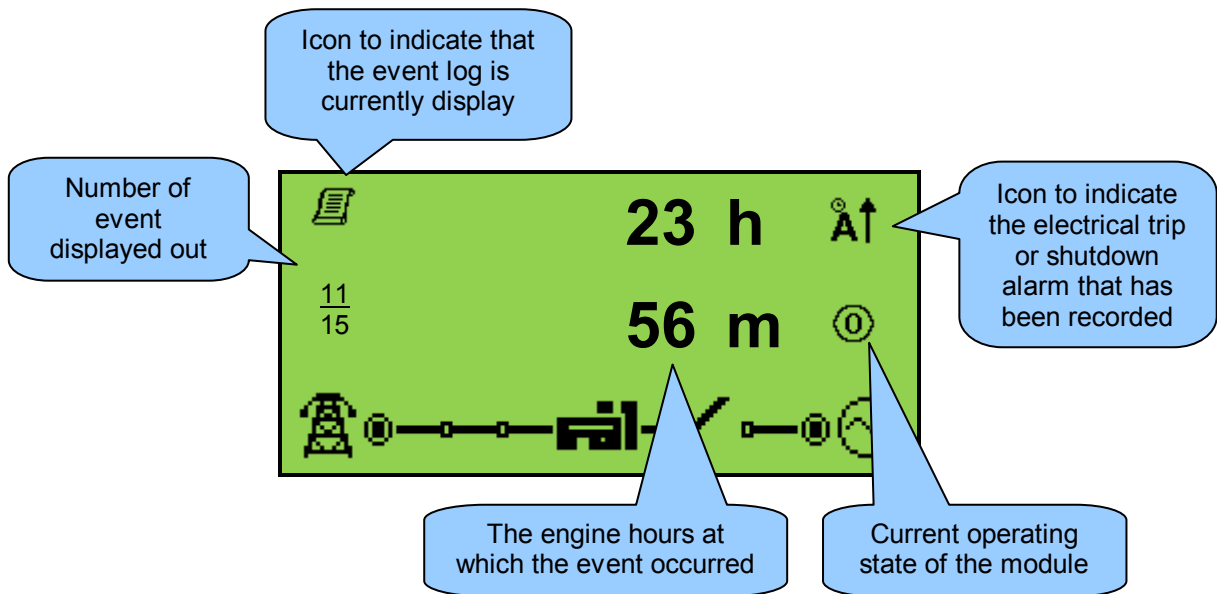 Icon to indicate that
the event log is
currently display
Number of
event
displayed out
Icon to indicate
the electrical trip
or shutdown
alarm that has
been recorded
23 h
A
11
15
56 m
0
The engine hours at
which the event occurred
Current operating
state of the module